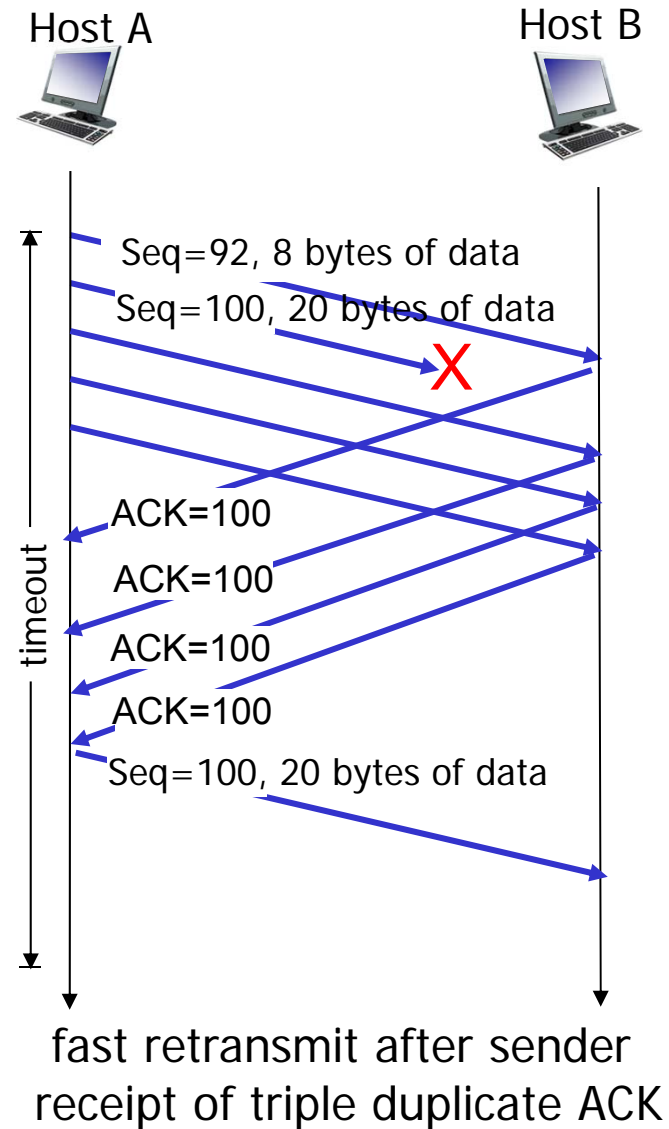 Host A
Host B
Seq=92, 8 bytes of data
Seq=100, 20 bytes of data
X
ACK=100
ACK=100
timeout
ACK=100
ACK=100
Seq=100, 20 bytes of data
fast retransmit after sender
receipt of triple duplicate ACK